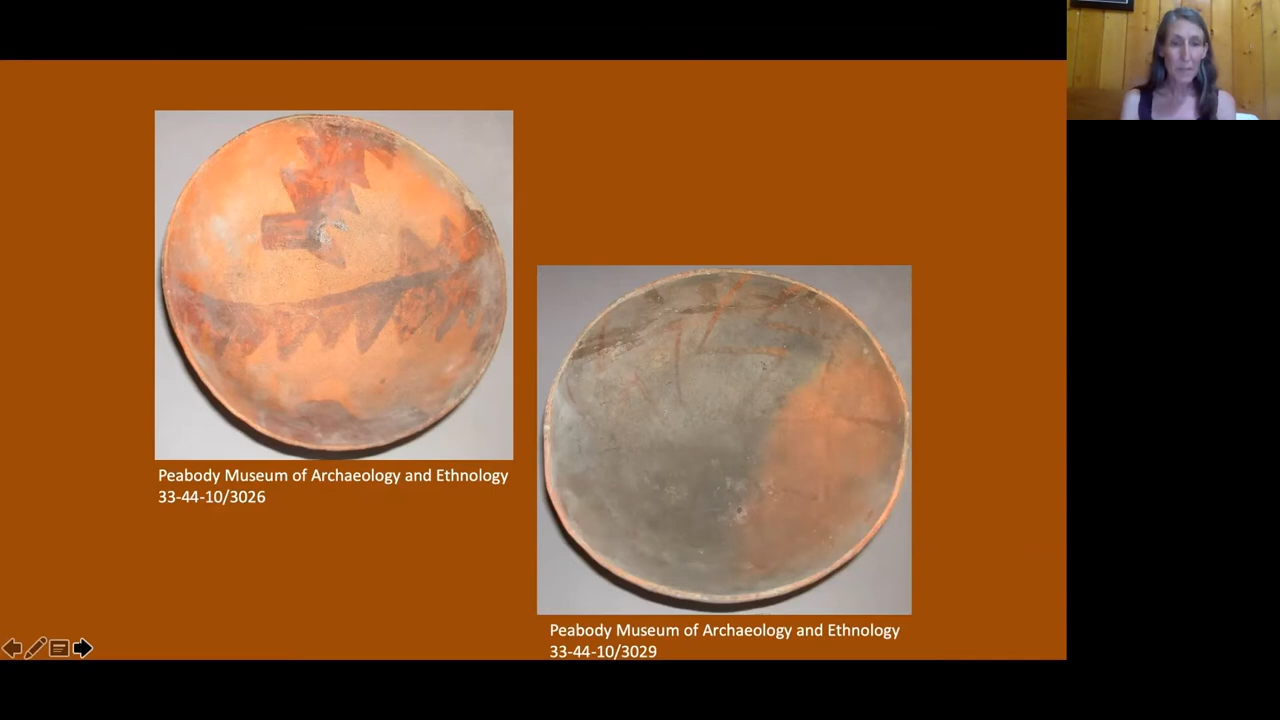 Peabody Museum of Archaeology and Ethnology
33-44-10/3026
Peabody Museum of Archaeology and Ethnology
33-44-10/3029